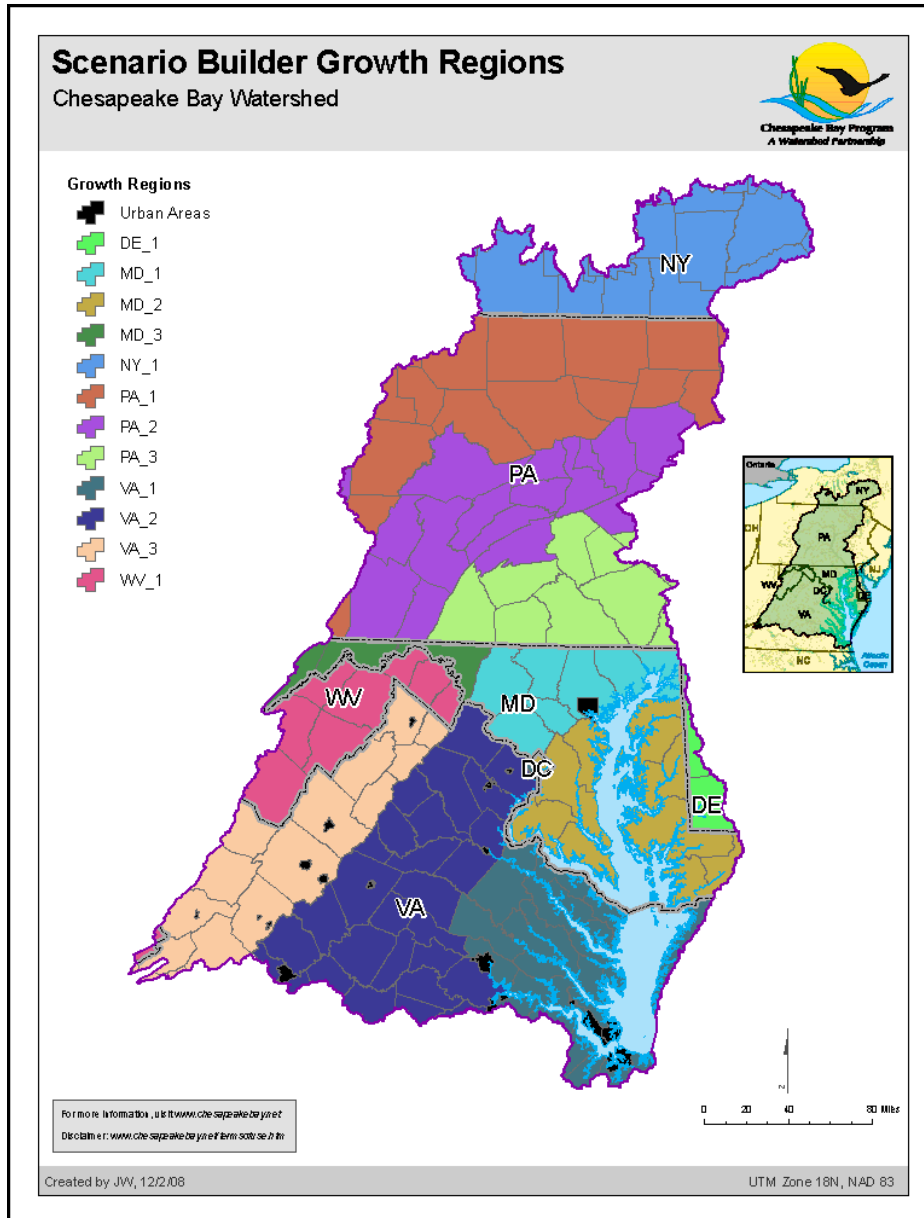 Scenario Builder Growth Regions
Chesapeake Bay Watershed
Chesapeake Bay Program
A Watershed Partnership
Growth Regions
Urban Areas
DE_1
MD_1
MD_2
MD_3
NY_1
PA_1
PA_2
PA_3
VA_1
VA_2
VA_3
WV_1
NY
PA
WV
MD
DC
DE
VA
Ontario
NY
PA
OH
NJ
MD
WV
DC
DE
VA
NC
Atlantic
Ocean
z
0 20 40 80 Miles
For more information, visit www.chesapeakebay.net
Disclaimer: www.chesapeakebay.net/termsofuse.htm
Created by JW, 12/2/08
UTM Zone 18N, NAD 83